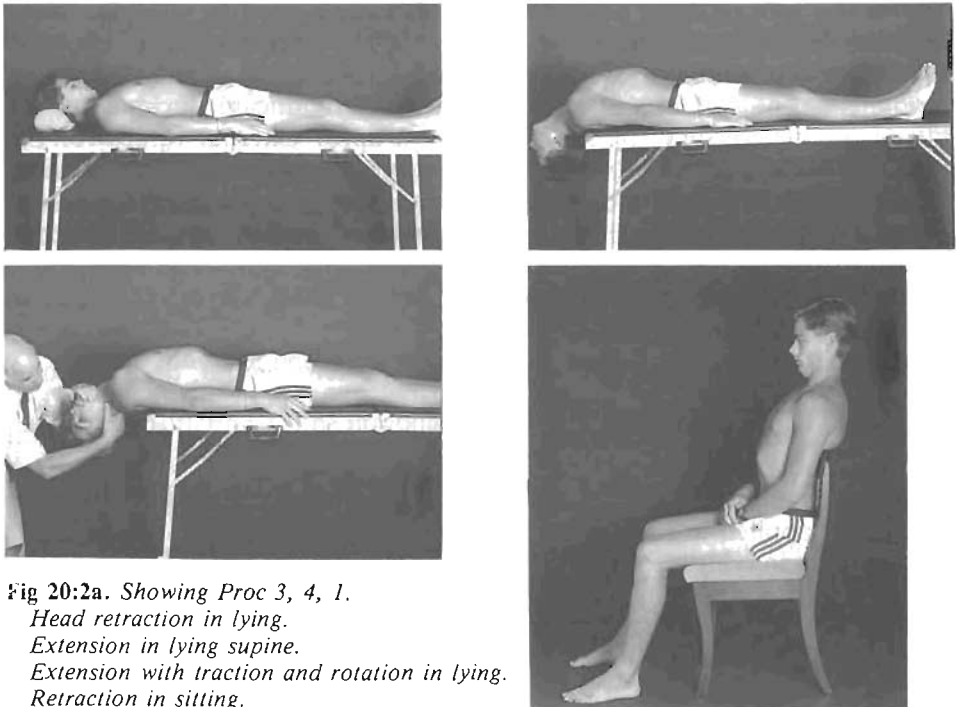 Fig 20:2a. Showing Proc 3, 4, 1.
Head retraction in lying.
Extension in lying supine.
Extension with traction and rotation in lying.
Retraction in sitting.